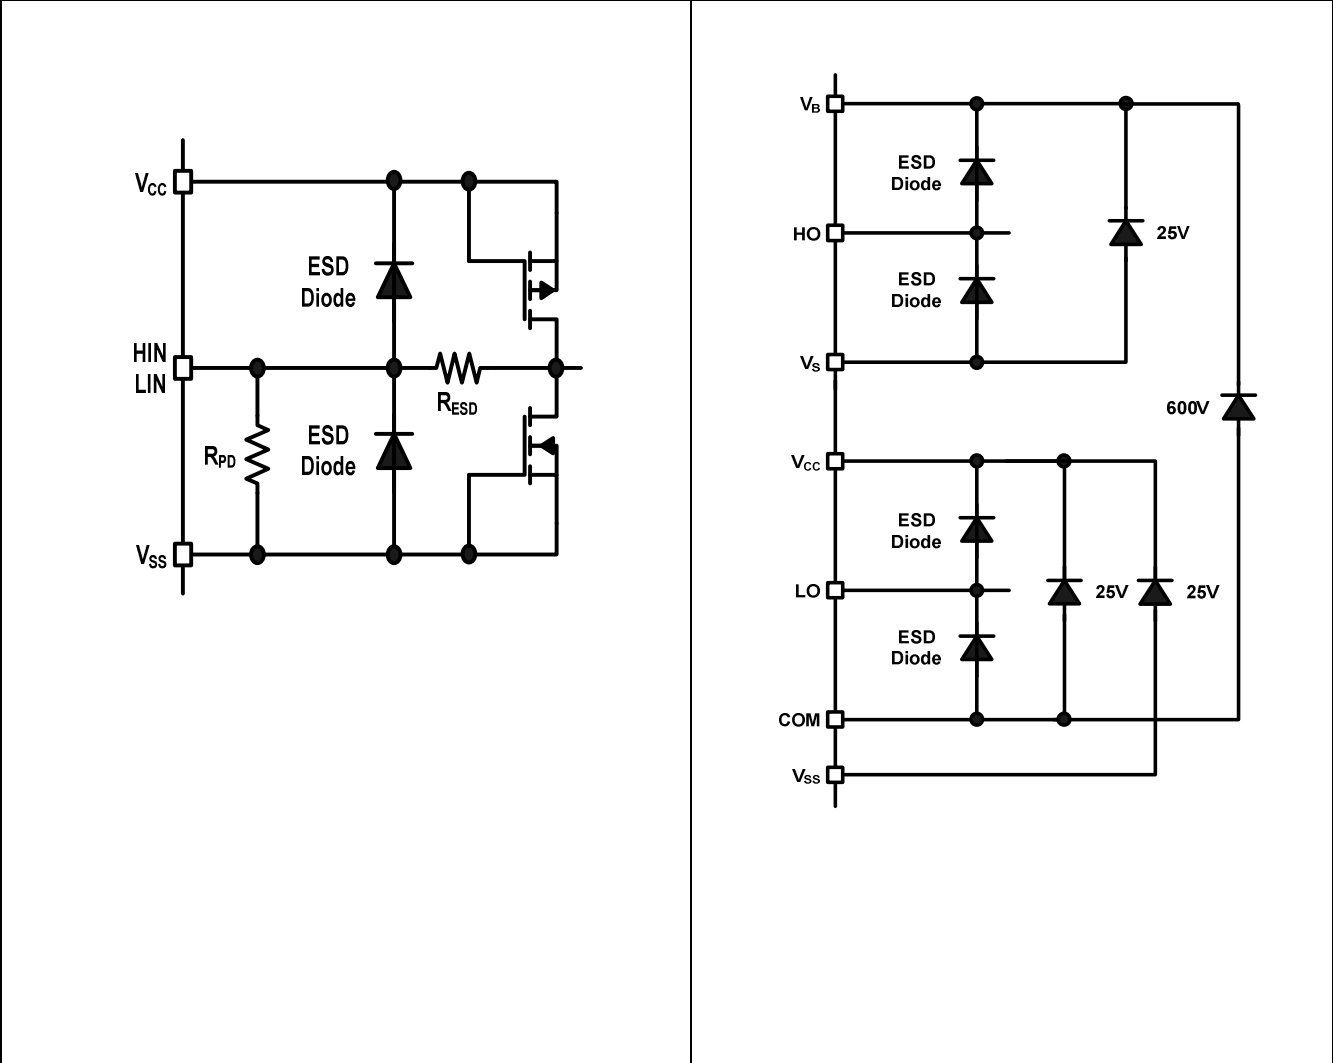 VCC
ESD
Diode
HIN
LIN
RESD
RPD
ESD
Diode
VSS
VB
ESD
Diode
HO
25V
ESD
Diode
VS
600V
VCC
ESD
Diode
LO
25V
25V
ESD
Diode
COM
VSS